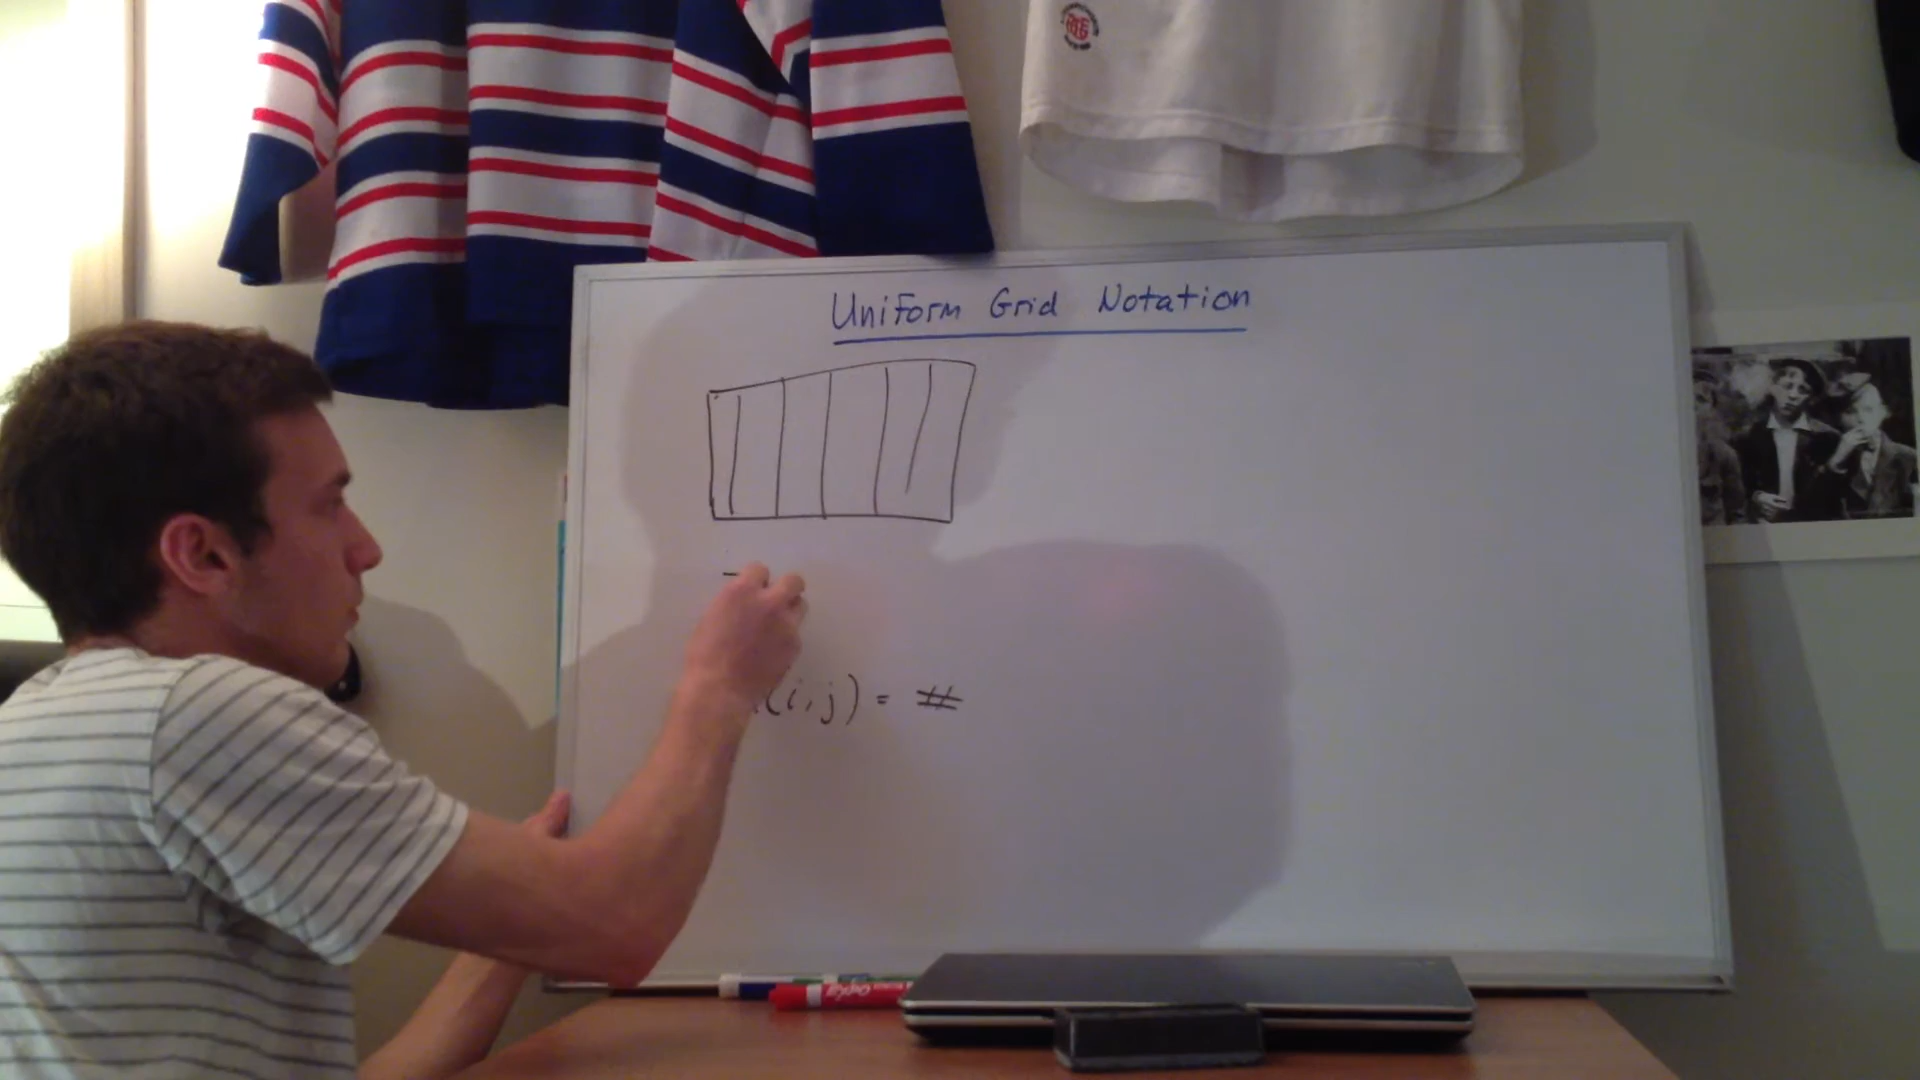 Uniform Grid Notation
(i,j) = #